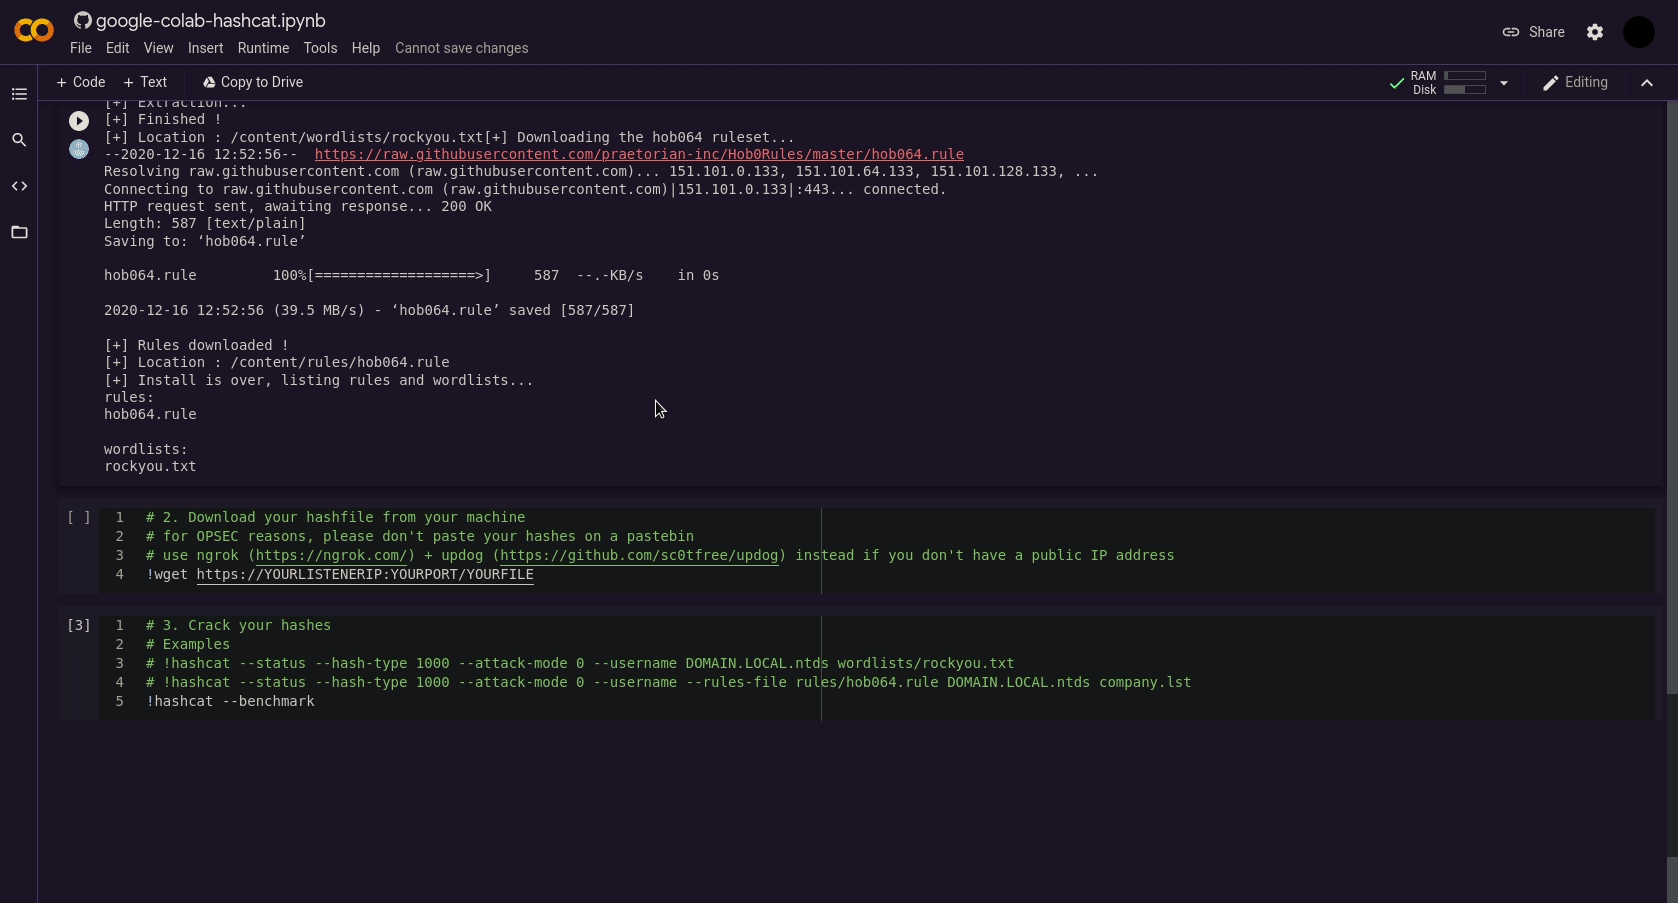 google-colab-hashcat.ipynb
File Edit View Insert Runtime Tools Help Cannot save changes
Share
+ Code + Text Copy to Drive
RAM
Disk
Editing
[+] Extraction...
[+] Finished !
[+] Location : /content/wordlists/rockyou.txt[+] Downloading the hob064 ruleset...
--2020-12-16 12:52:56--  https://raw.githubusercontent.com/praetorian-inc/Hob0Rules/master/hob064.rule
Resolving raw.githubusercontent.com (raw.githubusercontent.com)... 151.101.0.133, 151.101.64.133, 151.101.128.133, ...
Connecting to raw.githubusercontent.com (raw.githubusercontent.com)|151.101.0.133|:443... connected.
HTTP request sent, awaiting response... 200 OK
Length: 587 [text/plain]
Saving to: ‘hob064.rule’
hob064.rule         100%[===================>]     587  --.-KB/s    in 0s
2020-12-16 12:52:56 (39.5 MB/s) - ‘hob064.rule’ saved [587/587]
[+] Rules downloaded !
[+] Location : /content/rules/hob064.rule
[+] Install is over, listing rules and wordlists...
rules:
hob064.rule
wordlists:
rockyou.txt
[ ] 1 # 2. Download your hashfile from your machine
2 # for OPSEC reasons, please don't paste your hashes on a pastebin
3 # use ngrok (https://ngrok.com/) + updog (https://github.com/sc0tfree/updog) instead if you don't have a public IP address
4 !wget https://YOURLISTENERIP:YOURPORT/YOURFILE
[3] 1 # 3. Crack your hashes
2 # Examples
3 # !hashcat --status --hash-type 1000 --attack-mode 0 --username DOMAIN.LOCAL.ntds wordlists/rockyou.txt
4 # !hashcat --status --hash-type 1000 --attack-mode 0 --username --rules-file rules/hob064.rule DOMAIN.LOCAL.ntds company.lst
5 !hashcat --benchmark